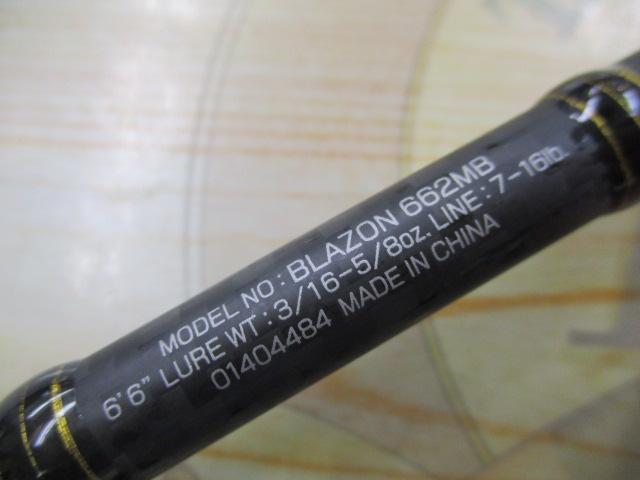 MODEL NO : BLAZON 662MB
6'6" LURE WT : 3/16-5/8oz. LINE : 7-16lb.
01404484 MADE IN CHINA